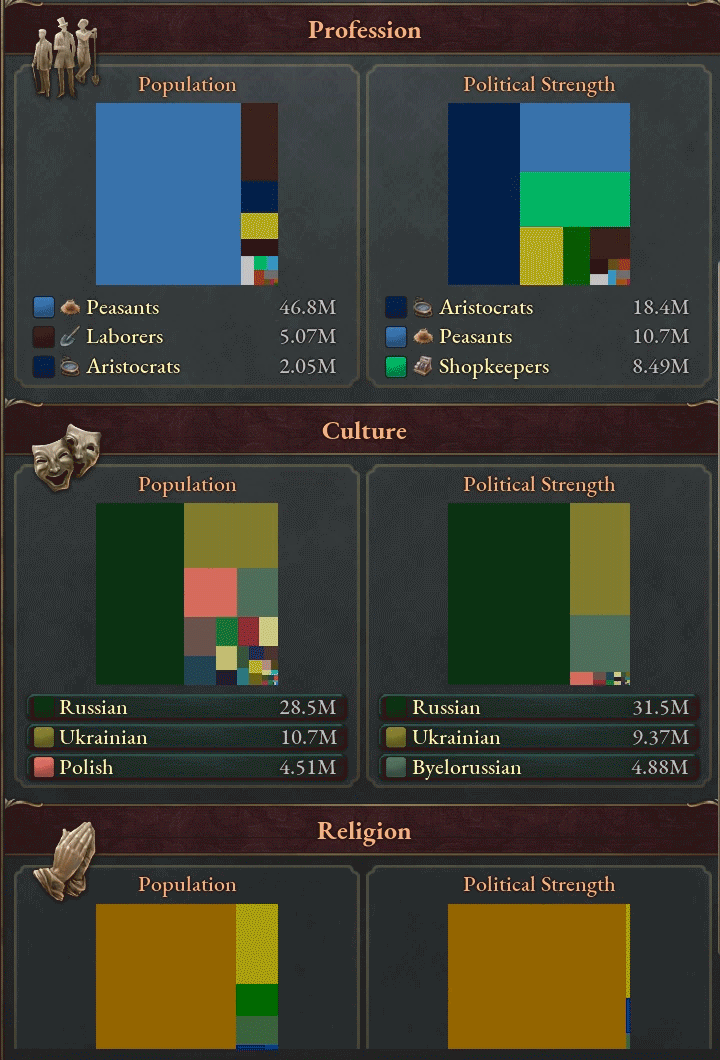 Profession
Population
Political Strength
Peasants 46.8M
Laborers 5.07M
Aristocrats 2.05M
Aristocrats 18.4M
Peasants 10.7M
Shopkeepers 8.49M
Culture
Population
Political Strength
Russian 28.5M
Ukrainian 10.7M
Polish 4.51M
Russian 31.5M
Ukrainian 9.37M
Byelorussian 4.88M
Religion
Population
Political Strength